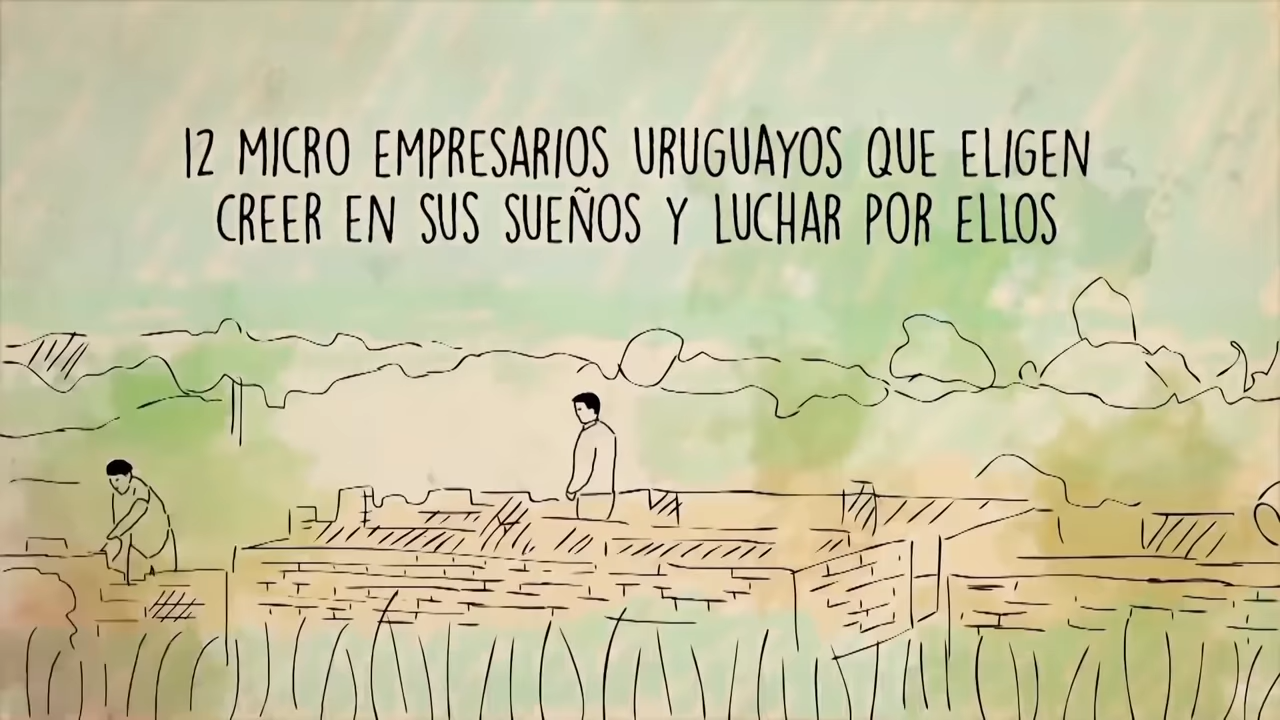 12 MICRO EMPRESARIOS URUGUAYOS QUE ELIGEN
CREER EN SUS SUEÑOS Y LUCHAR POR ELLOS